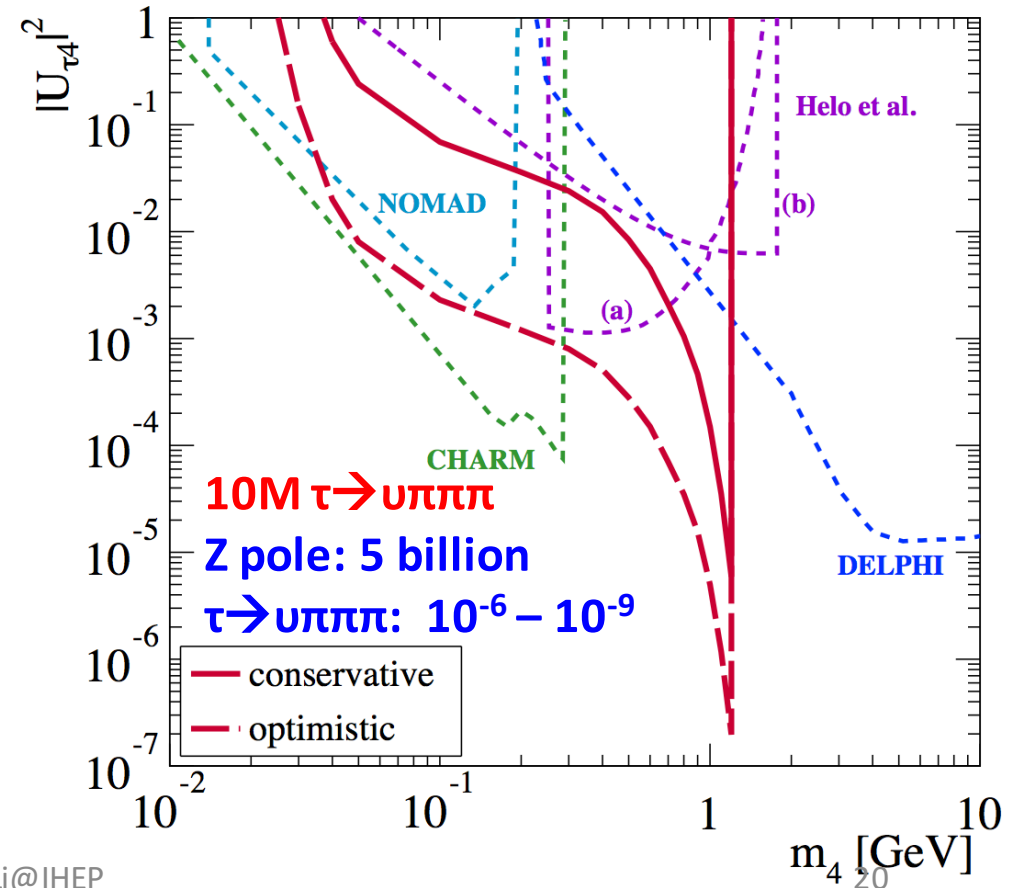 |U_τ4|^2
1
10^-1
10^-2
10^-3
10^-4
10^-5
10^-6
10^-7
Helo et al.
NOMAD
(b)
(a)
CHARM
10M τ→υπππ
Z pole: 5 billion
DELPHI
τ→υπππ: 10^-6 – 10^-9
conservative
optimistic
10^-2
10^-1
1
10
m_4 [GeV]
i@IHEP
20